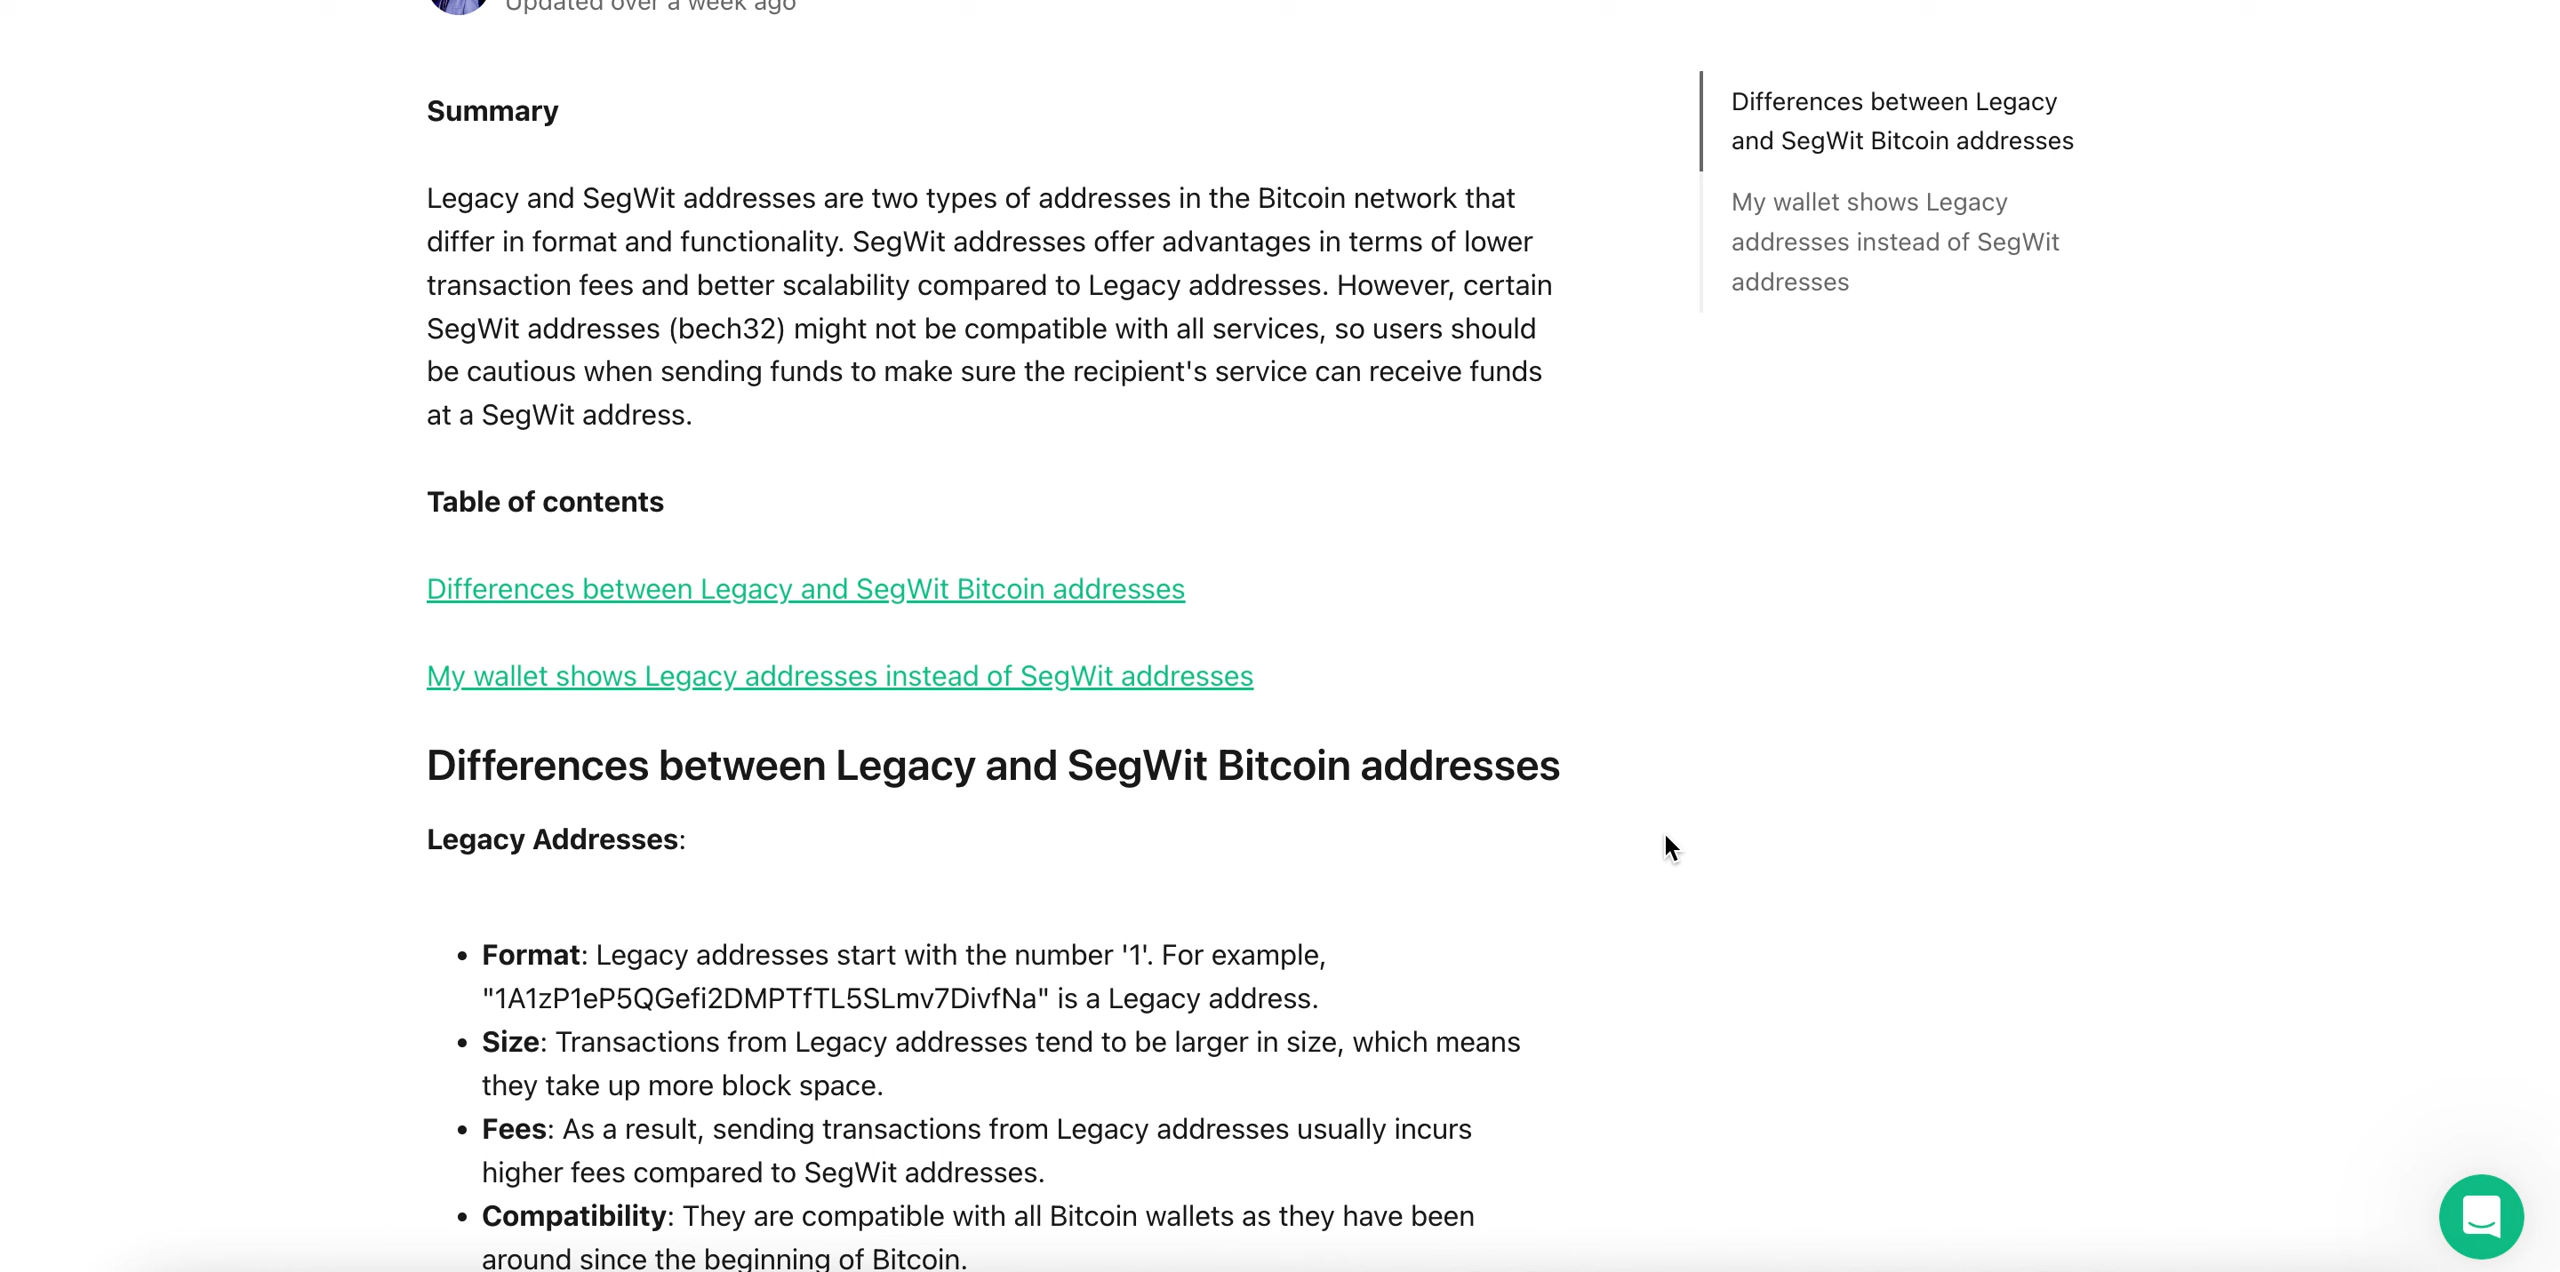 Updated over a week ago
Summary
Legacy and SegWit addresses are two types of addresses in the Bitcoin network that
differ in format and functionality. SegWit addresses offer advantages in terms of lower
transaction fees and better scalability compared to Legacy addresses. However, certain
SegWit addresses (bech32) might not be compatible with all services, so users should
be cautious when sending funds to make sure the recipient's service can receive funds
at a SegWit address.
Table of contents
Differences between Legacy and SegWit Bitcoin addresses
My wallet shows Legacy addresses instead of SegWit addresses
Differences between Legacy and SegWit Bitcoin addresses
Legacy Addresses:
• Format: Legacy addresses start with the number '1'. For example,
"1A1zP1eP5QGefi2DMPTfTL5SLmv7DivfNa" is a Legacy address.
• Size: Transactions from Legacy addresses tend to be larger in size, which means
they take up more block space.
• Fees: As a result, sending transactions from Legacy addresses usually incurs
higher fees compared to SegWit addresses.
• Compatibility: They are compatible with all Bitcoin wallets as they have been
around since the beginning of Bitcoin.
Differences between Legacy
and SegWit Bitcoin addresses
My wallet shows Legacy
addresses instead of SegWit
addresses